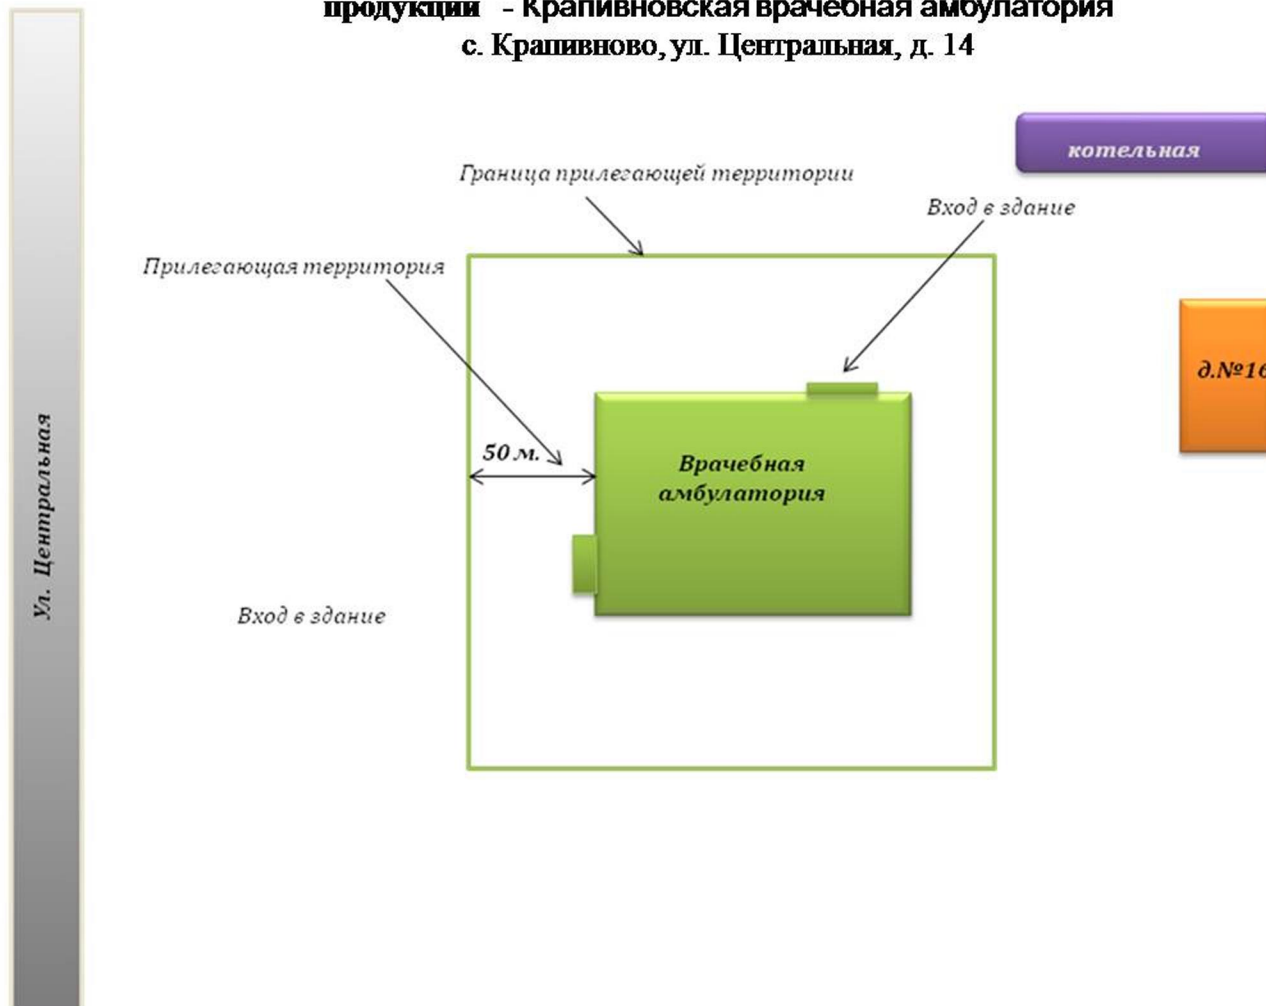 продукции - Крапивновская врачебная амбулатория
с. Крапивново, ул. Центральная, д. 14
котельная
Граница прилегающей территории
Вход в здание
Прилегающая территория
д.№16
50 м.
Врачебная
амбулатория
Ул. Центральная
Вход в здание